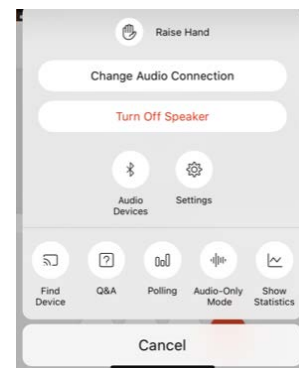 Raise Hand
Change Audio Connection
Turn Off Speaker
Audio
Devices
Settings
Find
Device
Q&A
Polling
Audio-Only
Mode
Show
Statistics
Cancel